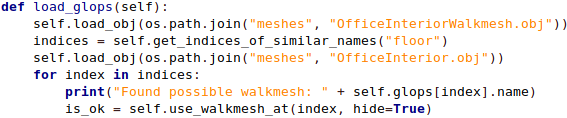 def load_glops(self):
    self.load_obj(os.path.join("meshes", "OfficeInteriorWalkmesh.obj"))
    indices = self.get_indices_of_similar_names("floor")
    self.load_obj(os.path.join("meshes", "OfficeInterior.obj"))
    for index in indices:
        print("Found possible walkmesh: " + self.glops[index].name)
        is_ok = self.use_walkmesh_at(index, hide=True)